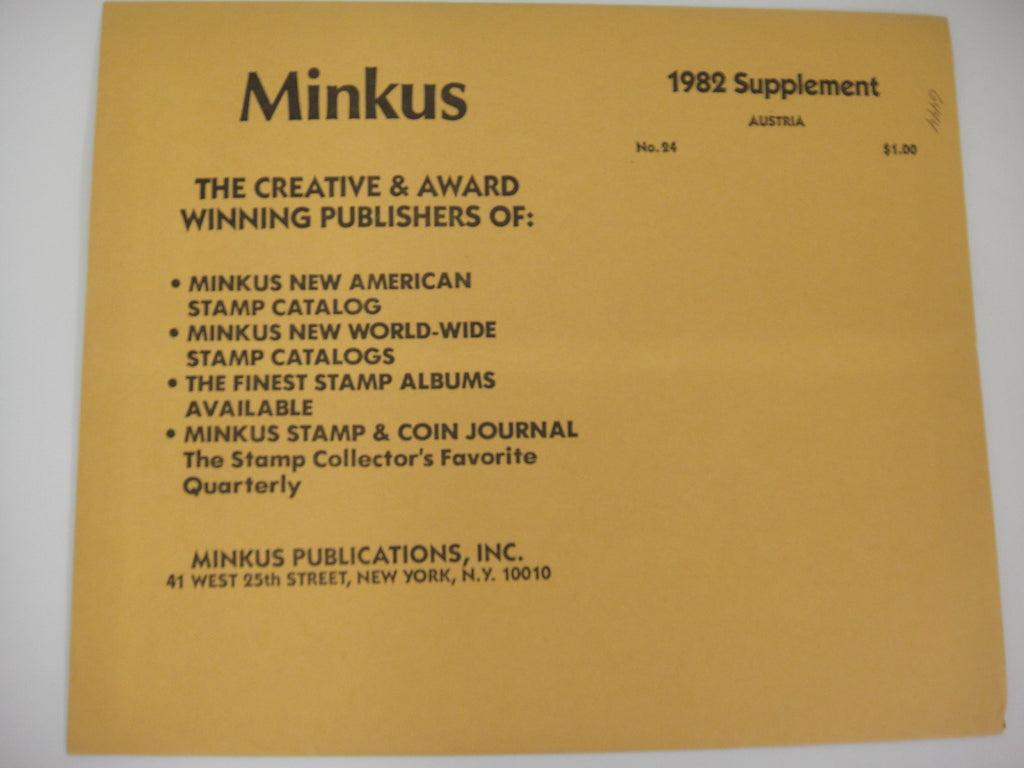 Minkus
THE CREATIVE & AWARD
WINNING PUBLISHERS OF:
• MINKUS NEW AMERICAN
STAMP CATALOG
• MINKUS NEW WORLD-WIDE
STAMP CATALOGS
• THE FINEST STAMP ALBUMS
AVAILABLE
• MINKUS STAMP & COIN JOURNAL
The Stamp Collector's Favorite
Quarterly
MINKUS PUBLICATIONS, INC.
41 WEST 25th STREET, NEW YORK, N.Y. 10010
1982 Supplement
AUSTRIA
No. 24 $1.00